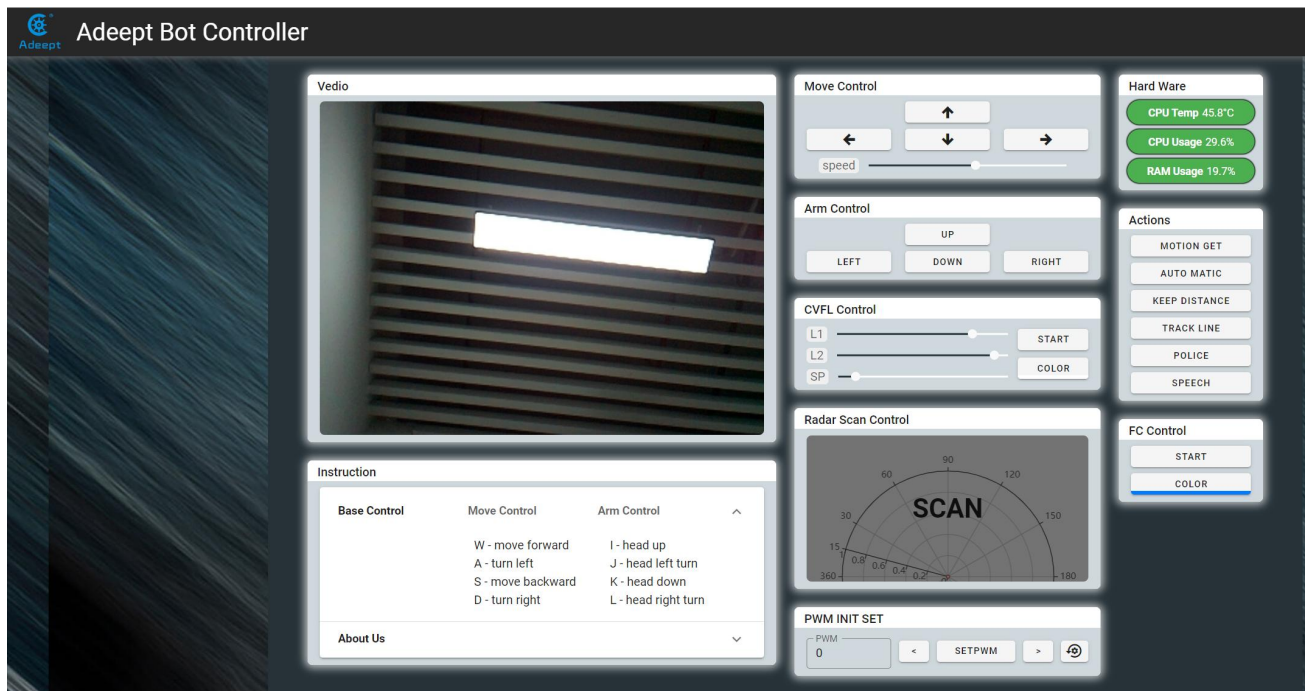 Adeept
Adeept Bot Controller
Vedio
Instruction
Base Control
Move Control
Arm Control
W - move forward
A - turn left
S - move backward
D - turn right
I - head up
J - head left turn
K - head down
L - head right turn
About Us
Move Control
speed
Arm Control
UP
LEFT
DOWN
RIGHT
CVFL Control
L1
L2
SP
START
COLOR
Radar Scan Control
90
60
120
30
150
15
1
0.8
0.6
0.4
0.2
360
180
SCAN
PWM INIT SET
PWM
0
<
SETPWM
>
Hard Ware
CPU Temp 45.8°C
CPU Usage 29.6%
RAM Usage 19.7%
Actions
MOTION GET
AUTO MATIC
KEEP DISTANCE
TRACK LINE
POLICE
SPEECH
FC Control
START
COLOR